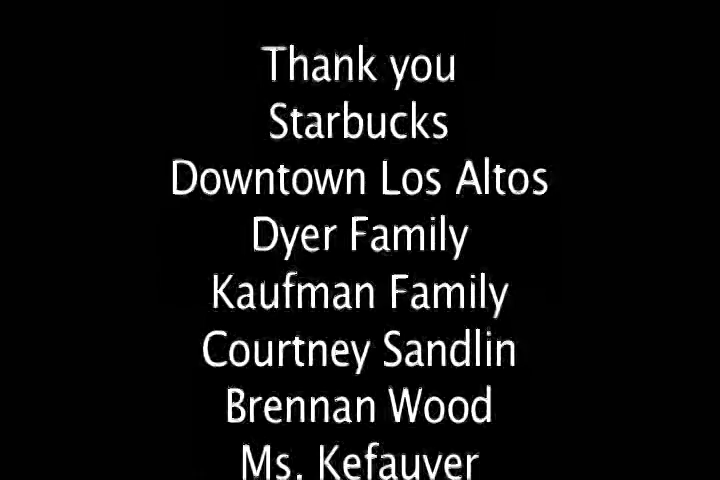 Thank you
Starbucks
Downtown Los Altos
Dyer Family
Kaufman Family
Courtney Sandlin
Brennan Wood
Ms. Kefauver